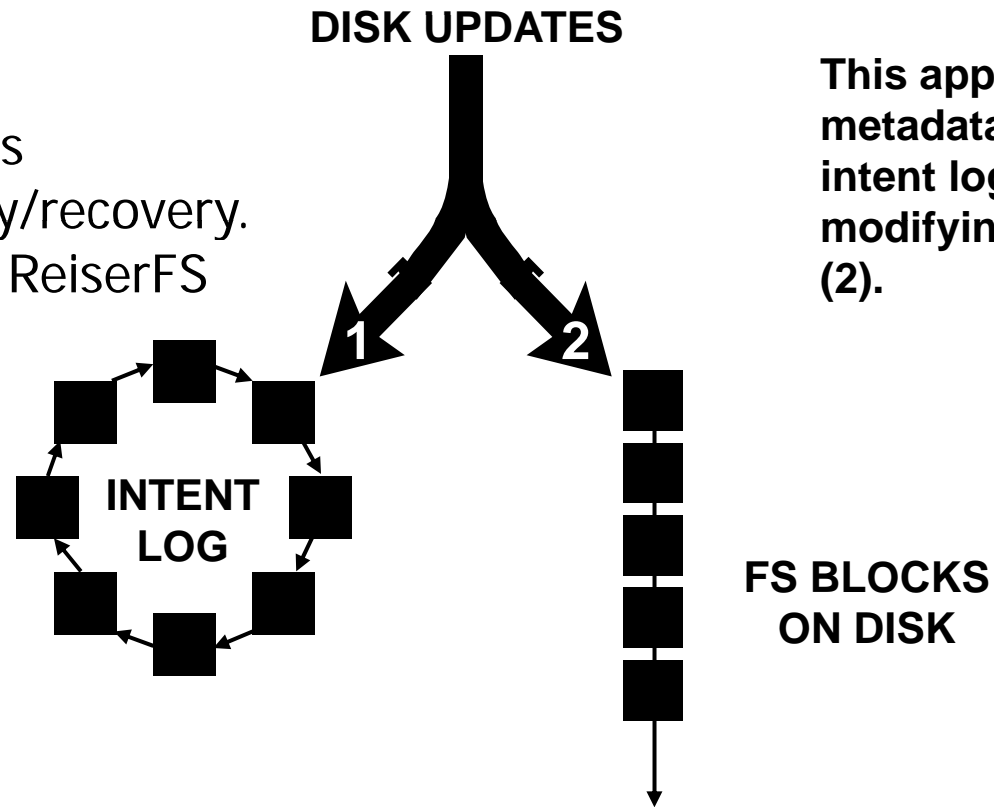 DISK UPDATES
s
y/recovery.
ReiserFS
This app
metadata
intent log
modifyin
(2).
1
2
INTENT
LOG
FS BLOCKS
ON DISK